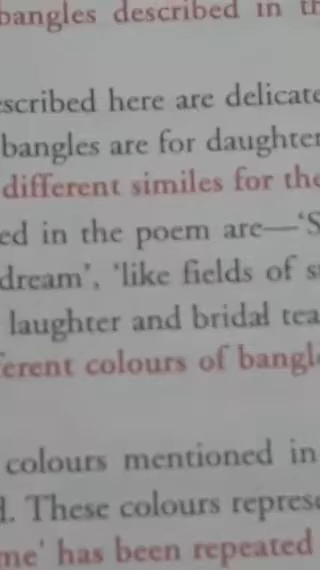 bangles described in th
scribed here are delicate
bangles are for daughter
different similes for the
ed in the poem are—'S
dream', 'like fields of s
laughter and bridal tea
ferent colours of bangle
colours mentioned in
d. These colours represe
me' has been repeated